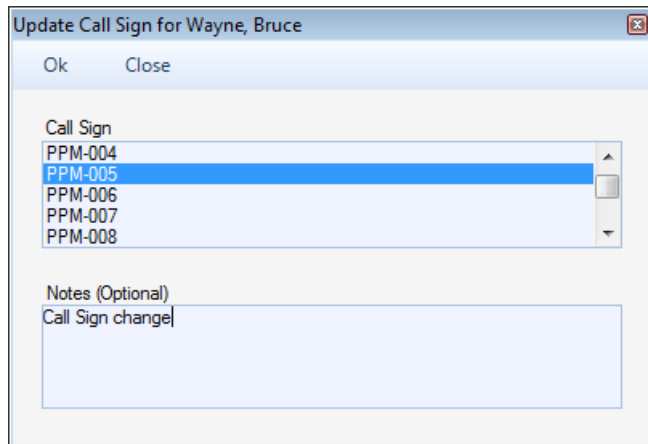 Update Call Sign for Wayne, Bruce
Ok Close
Call Sign
PPM-004
PPM-005
PPM-006
PPM-007
PPM-008
Notes (Optional)
Call Sign change